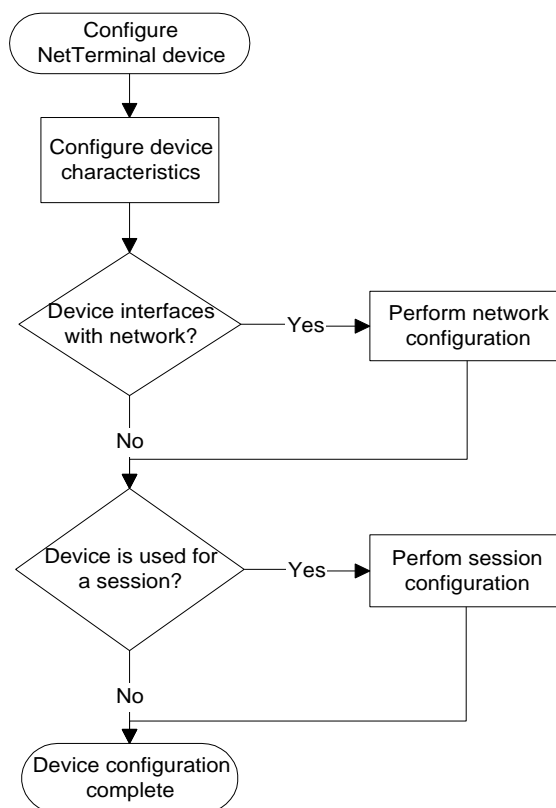 Configure
NetTerminal device
Configure device
characteristics
Device interfaces
with network?
Yes
Perform network
configuration
No
Device is used for
a session?
Yes
Perfom session
configuration
No
Device configuration
complete